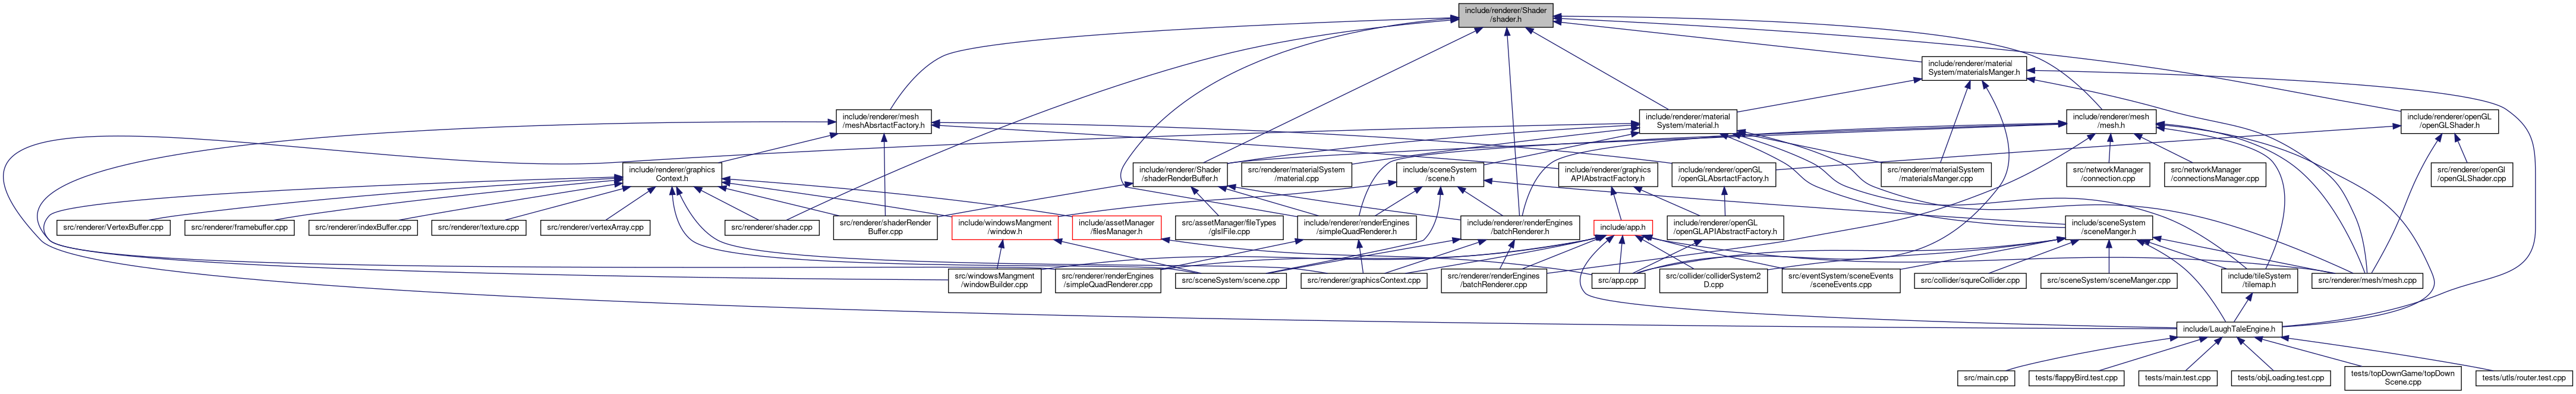 include/renderer/Shader
/shader.h
include/renderer/material
System/materialsManger.h
include/renderer/mesh
/meshAbsrtactFactory.h
include/renderer/material
System/material.h
include/renderer/mesh
/mesh.h
include/renderer/openGL
/openGLShader.h
include/renderer/graphics
Context.h
include/renderer/Shader
/shaderRenderBuffer.h
src/renderer/materialSystem
/material.cpp
include/sceneSystem
/scene.h
include/renderer/graphics
APIAbstactFactory.h
include/renderer/openGL
/openGLAbsrtactFactory.h
src/renderer/materialSystem
/materialsManger.cpp
src/networkManager
/connection.cpp
src/networkManager
/connectionsManager.cpp
src/renderer/openGl
/openGLShader.cpp
src/renderer/VertexBuffer.cpp
src/renderer/framebuffer.cpp
src/renderer/indexBuffer.cpp
src/renderer/texture.cpp
src/renderer/vertexArray.cpp
src/renderer/shader.cpp
src/renderer/shaderRender
Buffer.cpp
include/windowsMangment
/window.h
include/assetManager
/filesManager.h
src/assetManager/fileTypes
/glslFile.cpp
include/renderer/renderEngines
/simpleQuadRenderer.h
include/renderer/renderEngines
/batchRenderer.h
include/app.h
include/renderer/openGL
/openGLAPIAbstractFactory.h
include/sceneSystem
/sceneManger.h
src/windowsMangment
/windowBuilder.cpp
src/renderer/renderEngines
/simpleQuadRenderer.cpp
src/sceneSystem/scene.cpp
src/renderer/graphicsContext.cpp
src/renderer/renderEngines
/batchRenderer.cpp
src/app.cpp
src/collider/colliderSystem2
D.cpp
src/eventSystem/sceneEvents
/sceneEvents.cpp
src/collider/squreCollider.cpp
src/sceneSystem/sceneManger.cpp
include/tileSystem
/tilemap.h
src/renderer/mesh/mesh.cpp
include/LaughTaleEngine.h
src/main.cpp
tests/flappyBird.test.cpp
tests/main.test.cpp
tests/objLoading.test.cpp
tests/topDownGame/topDown
Scene.cpp
tests/utls/router.test.cpp